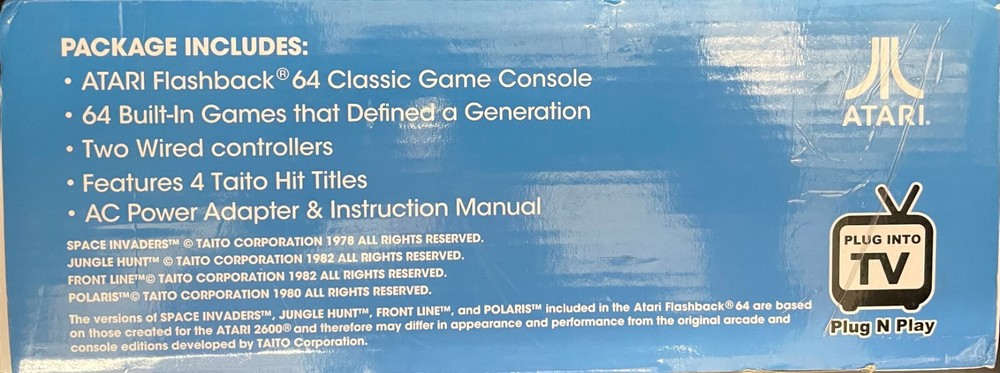 PACKAGE INCLUDES:
• ATARI Flashback® 64 Classic Game Console
• 64 Built-In Games that Defined a Generation
• Two Wired controllers
• Features 4 Taito Hit Titles
• AC Power Adapter & Instruction Manual
SPACE INVADERS™ © TAITO CORPORATION 1978 ALL RIGHTS RESERVED.
JUNGLE HUNT™ © TAITO CORPORATION 1982 ALL RIGHTS RESERVED.
FRONT LINE™© TAITO CORPORATION 1982 ALL RIGHTS RESERVED.
POLARIS™© TAITO CORPORATION 1980 ALL RIGHTS RESERVED.
The versions of SPACE INVADERS™, JUNGLE HUNT™, FRONT LINE™, and POLARIS™ included in the Atari Flashback® 64 are based
on those created for the ATARI 2600® and therefore may differ in appearance and performance from the original arcade and
console editions developed by TAITO Corporation.
ATARI®
PLUG INTO
TV
Plug N Play